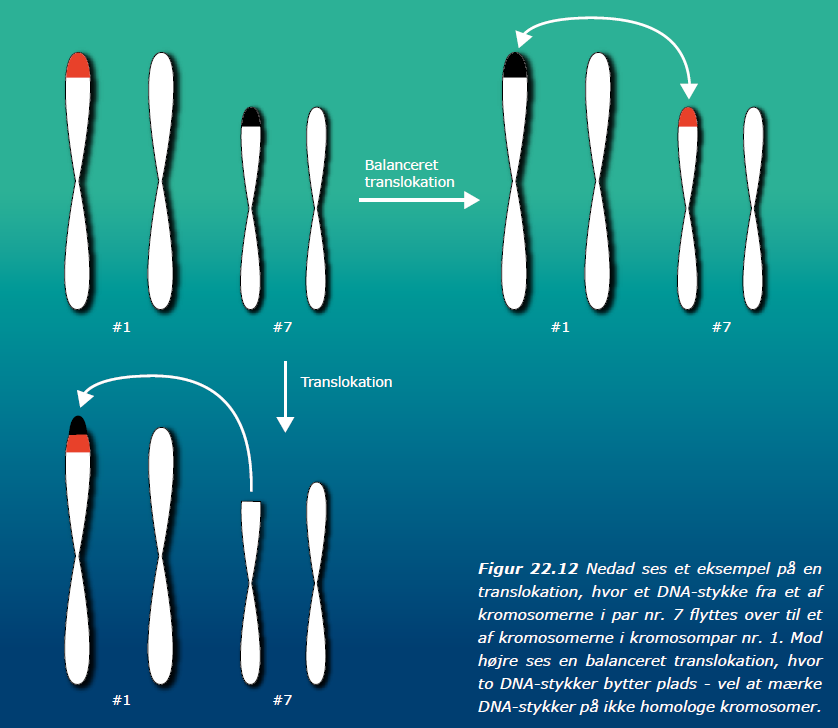 Balanceret
translokation
#1
#7
#1
#7
Translokation
#1
#7
Figur 22.12 Nedad ses et eksempel på en
translokation, hvor et DNA-stykke fra et af
kromosomerne i par nr. 7 flyttes over til et
af kromosomerne i kromosompar nr. 1. Mod
højre ses en balanceret translokation, hvor
to DNA-stykker bytter plads - vel at mærke
DNA-stykker på ikke homologe kromosomer.